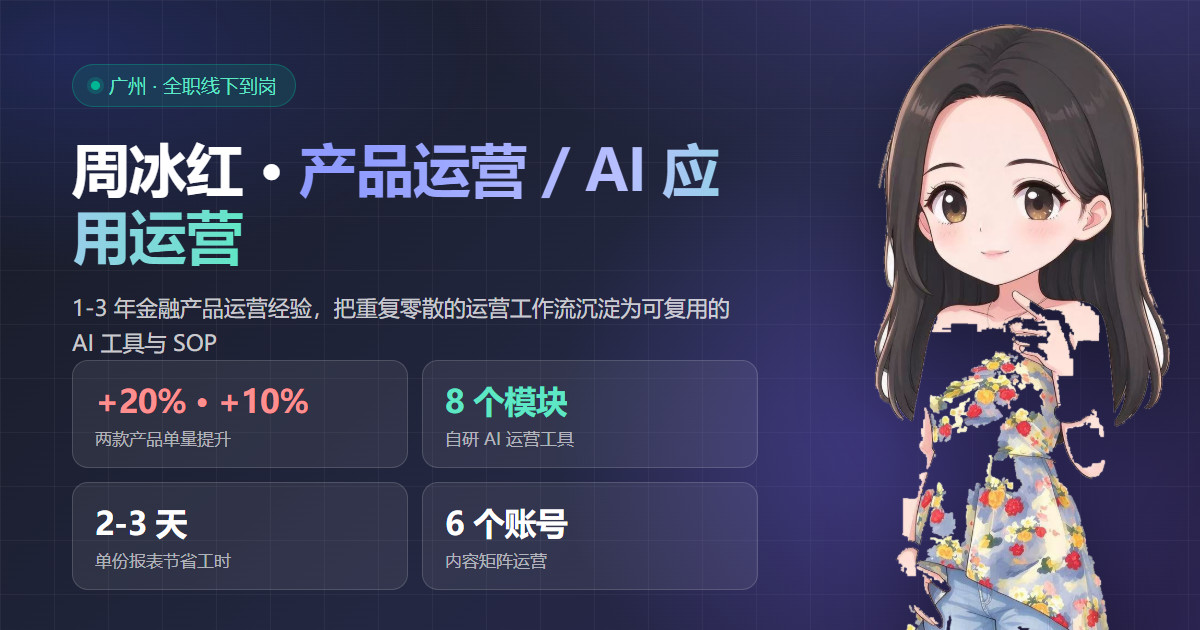 广州 · 全职线下到岗
周冰红 • 产品运营 / AI 应
用运营
1-3 年金融产品运营经验，把重复零散的运营工作流沉淀为可复用的
AI 工具与 SOP
+20% • +10%
两款产品单量提升
8 个模块
自研 AI 运营工具
2-3 天
单份报表节省工时
6 个账号
内容矩阵运营